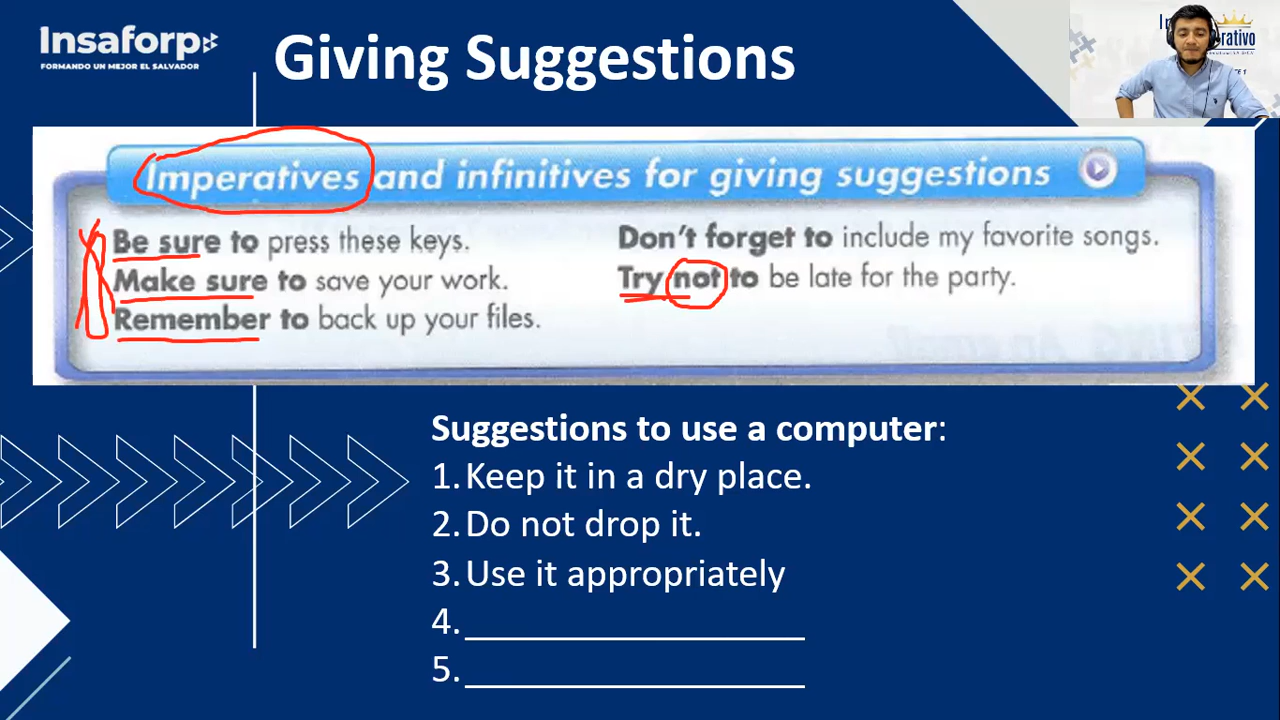 Insaforp
FORMANDO UN MEJOR EL SALVADOR
Giving Suggestions
Imperatives and infinitives for giving suggestions
Be sure to press these keys.
Make sure to save your work.
Remember to back up your files.
Don't forget to include my favorite songs.
Try not to be late for the party.
Suggestions to use a computer:
1. Keep it in a dry place.
2. Do not drop it.
3. Use it appropriately
4.
5.